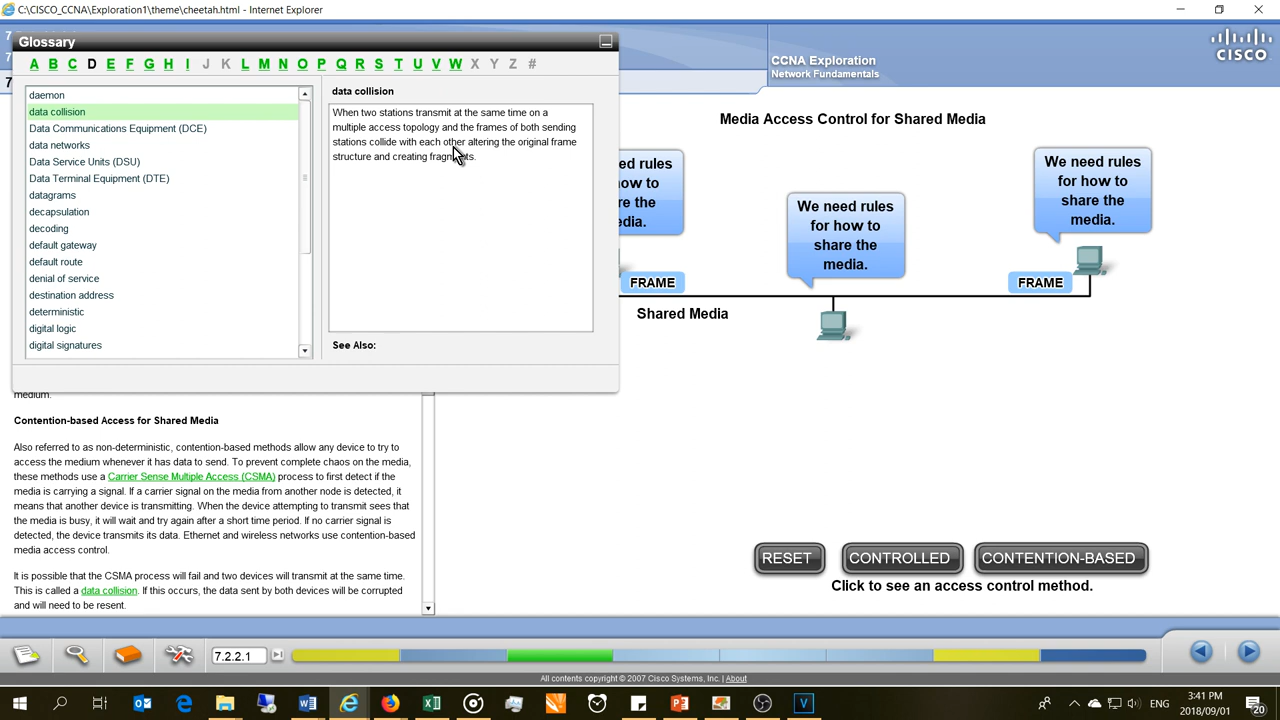 C:\CISCO_CCNA\Exploration1\theme\cheetah.html - Internet Explorer
Glossary
A B C D E F G H I J K L M N O P Q R S T U V W X Y Z #
daemon
data collision
Data Communications Equipment (DCE)
data networks
Data Service Units (DSU)
Data Terminal Equipment (DTE)
datagrams
decapsulation
decoding
default gateway
default route
denial of service
destination address
deterministic
digital logic
digital signatures
data collision
When two stations transmit at the same time on a
multiple access topology and the frames of both sending
stations collide with each other altering the original frame
structure and creating fragments.
See Also:
CCNA Exploration
Network Fundamentals
CISCO
Media Access Control for Shared Media
We need rules
for how to
share the
media.
We need rules
for how to
share the
media.
FRAME
FRAME
Shared Media
medium.
Contention-based Access for Shared Media
Also referred to as non-deterministic, contention-based methods allow any device to try to
access the medium whenever it has data to send. To prevent complete chaos on the media,
these methods use a Carrier Sense Multiple Access (CSMA) process to first detect if the
media is carrying a signal. If a carrier signal on the media from another node is detected, it
means that another device is transmitting. When the device attempting to transmit sees that
the media is busy, it will wait and try again after a short time period. If no carrier signal is
detected, the device transmits its data. Ethernet and wireless networks use contention-based
media access control.
It is possible that the CSMA process will fail and two devices will transmit at the same time.
This is called a data collision. If this occurs, the data sent by both devices will be corrupted
and will need to be resent.
RESET
CONTROLLED
CONTENTION-BASED
Click to see an access control method.
7.2.2.1
All contents copyright © 2007 Cisco Systems, Inc. | About
3:41 PM
2018/09/01
20